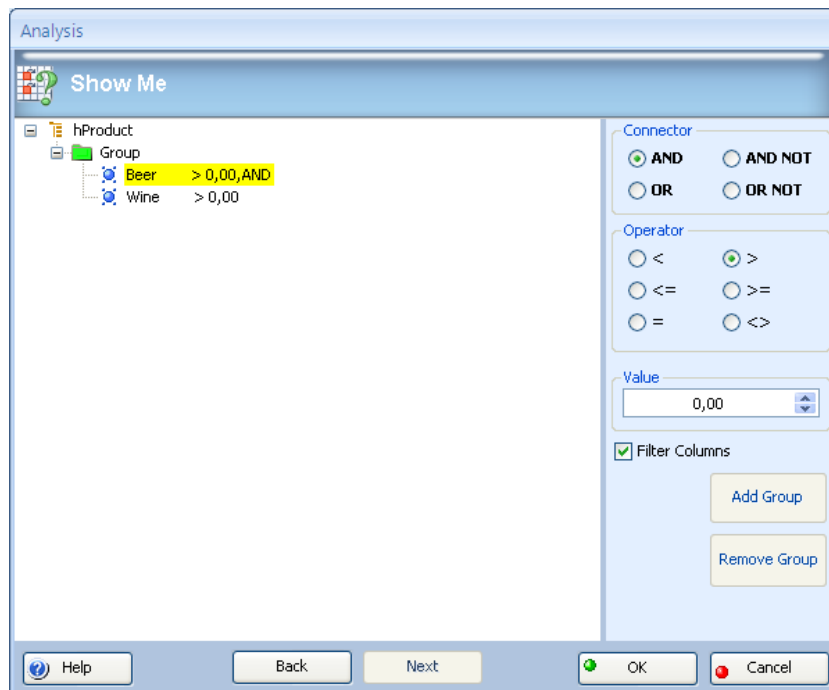 Analysis
Show Me
hProduct
Group
Beer > 0,00,AND
Wine > 0,00
Connector
AND AND NOT
OR OR NOT
Operator
< >
<= >=
= <>
Value
0,00
Filter Columns
Add Group
Remove Group
Help Back Next OK Cancel